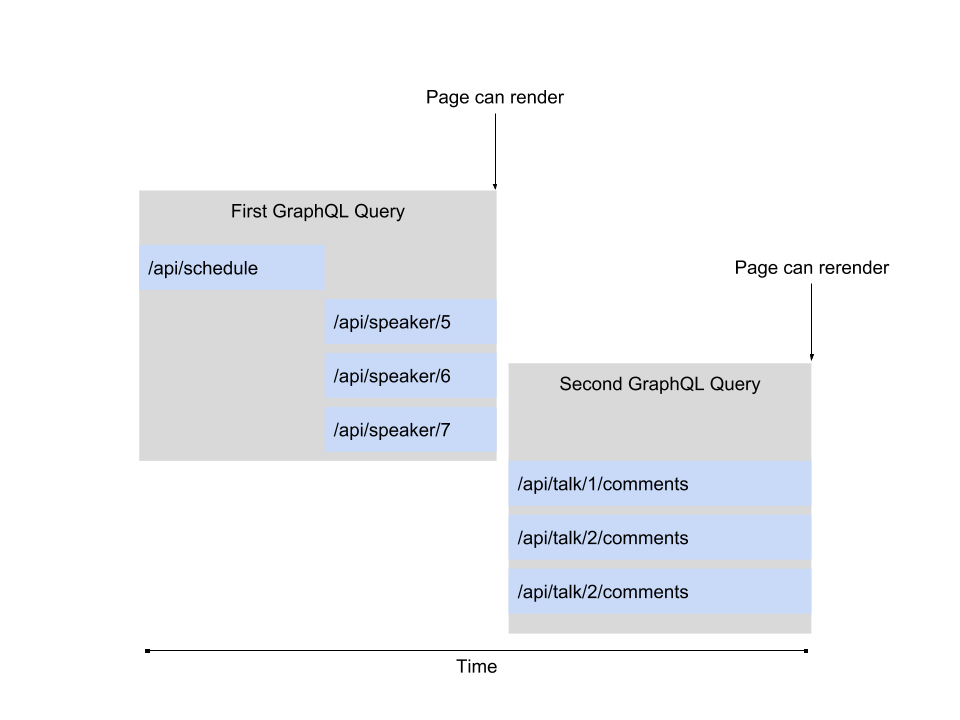 Page can render
First GraphQL Query
/api/schedule
Page can rerender
/api/speaker/5
/api/speaker/6
Second GraphQL Query
/api/speaker/7
/api/talk/1/comments
/api/talk/2/comments
/api/talk/2/comments
Time